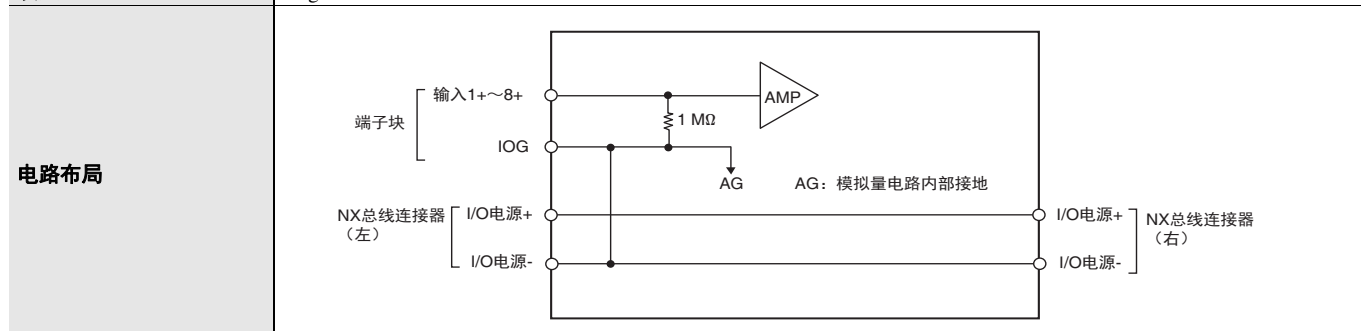 电路布局
输入1+～8+
AMP
端子块
1 MΩ
IOG
AG
AG：模拟量电路内部接地
NX总线连接器
（左）
I/O电源+
I/O电源-
I/O电源+
I/O电源-
NX总线连接器
（右）